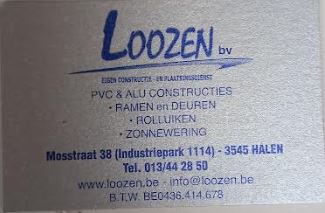 LOOZEN bv
EIGEN CONSTRUCTIE - EN PLAATSINGSDIENST
PVC & ALU CONSTRUCTIES
• RAMEN en DEUREN
• ROLLUIKEN
• ZONNEWERING
Mosstraat 38 (Industriepark 1114) - 3545 HALEN
Tel. 013/44 28 50
www.loozen.be - info@loozen.be
B.T.W. BE0436.414.678